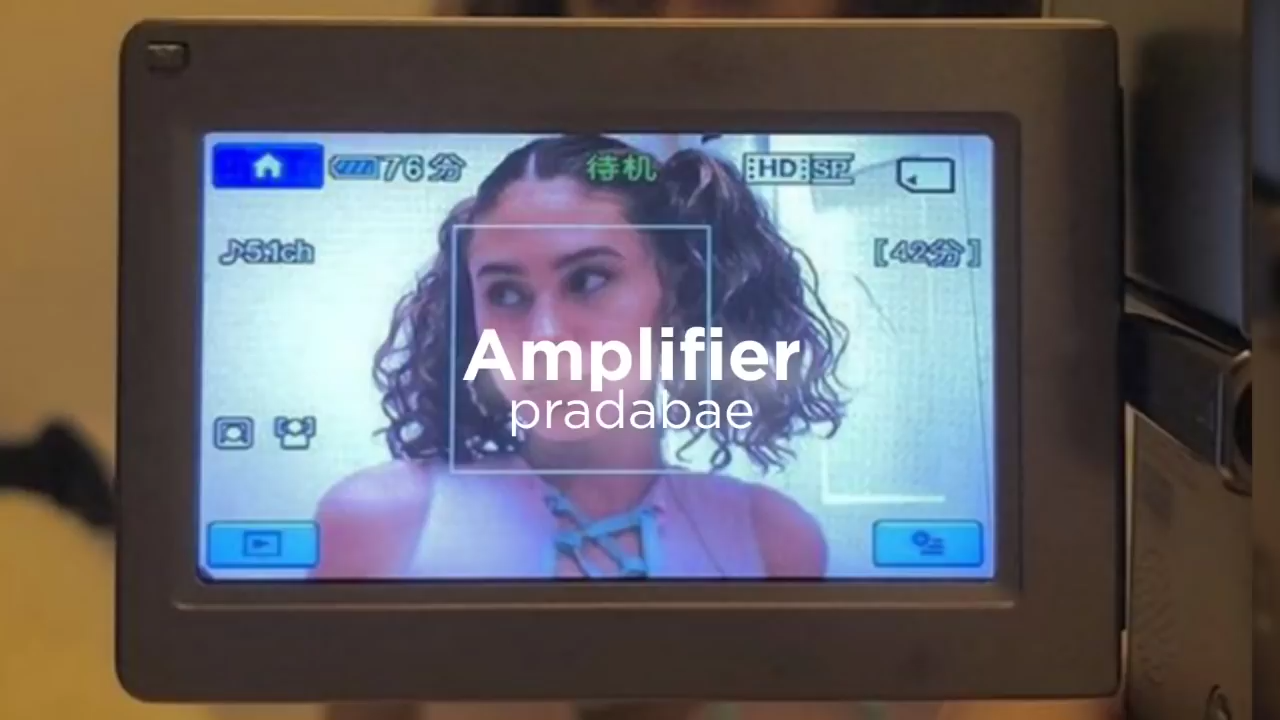 76分
待机
HD SP
♪5.1ch
[42分]
Amplifier
pradabae